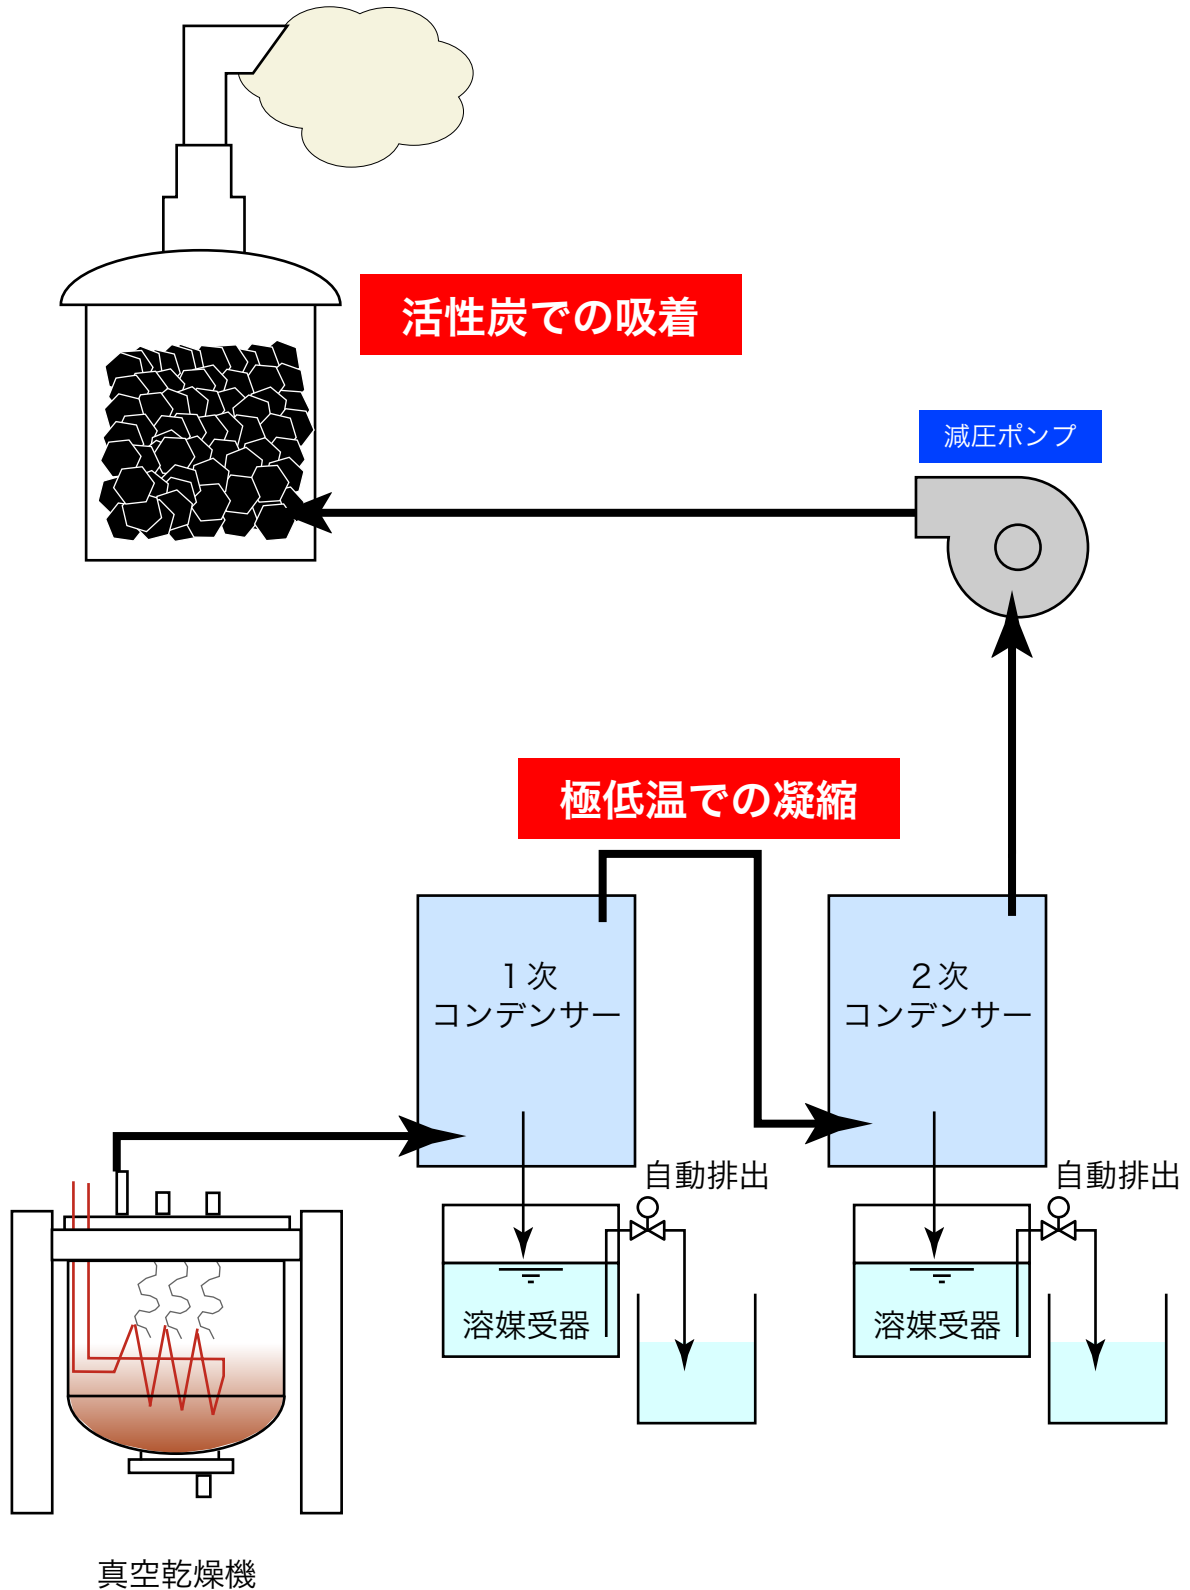 活性炭での吸着
減圧ポンプ
極低温での凝縮
１次
コンデンサー
２次
コンデンサー
自動排出
自動排出
溶媒受器
溶媒受器
真空乾燥機